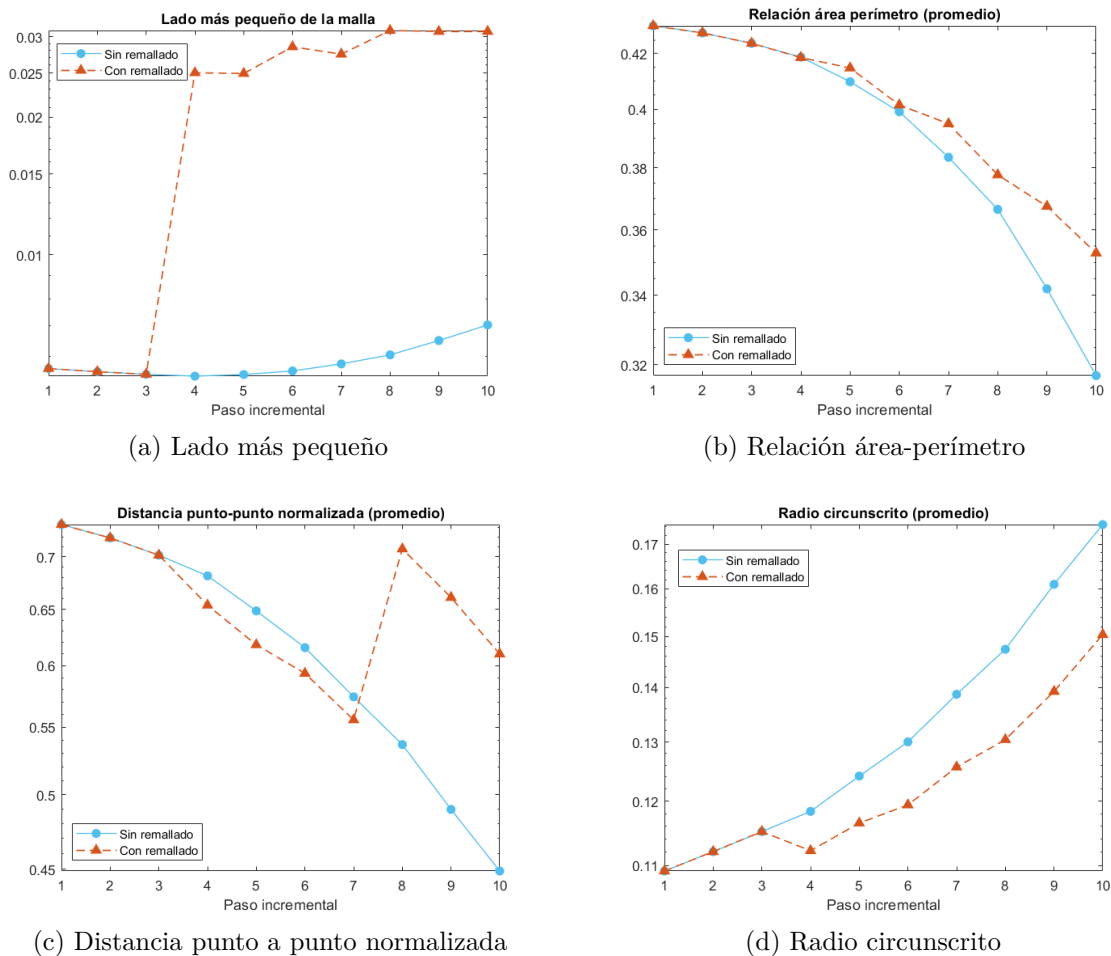 Lado más pequeño de la malla
0.03
0.025
0.02
0.015
0.01
Sin remallado
Con remallado
1 2 3 4 5 6 7 8 9 10
Paso incremental
(a) Lado más pequeño
Relación área perímetro (promedio)
0.42
0.4
0.38
0.36
0.34
0.32
Sin remallado
Con remallado
1 2 3 4 5 6 7 8 9 10
Paso incremental
(b) Relación área-perímetro
Distancia punto-punto normalizada (promedio)
0.7
0.65
0.6
0.55
0.5
0.45
Sin remallado
Con remallado
1 2 3 4 5 6 7 8 9 10
Paso incremental
(c) Distancia punto a punto normalizada
Radio circunscrito (promedio)
0.17
0.16
0.15
0.14
0.13
0.12
0.11
Sin remallado
Con remallado
1 2 3 4 5 6 7 8 9 10
Paso incremental
(d) Radio circunscrito